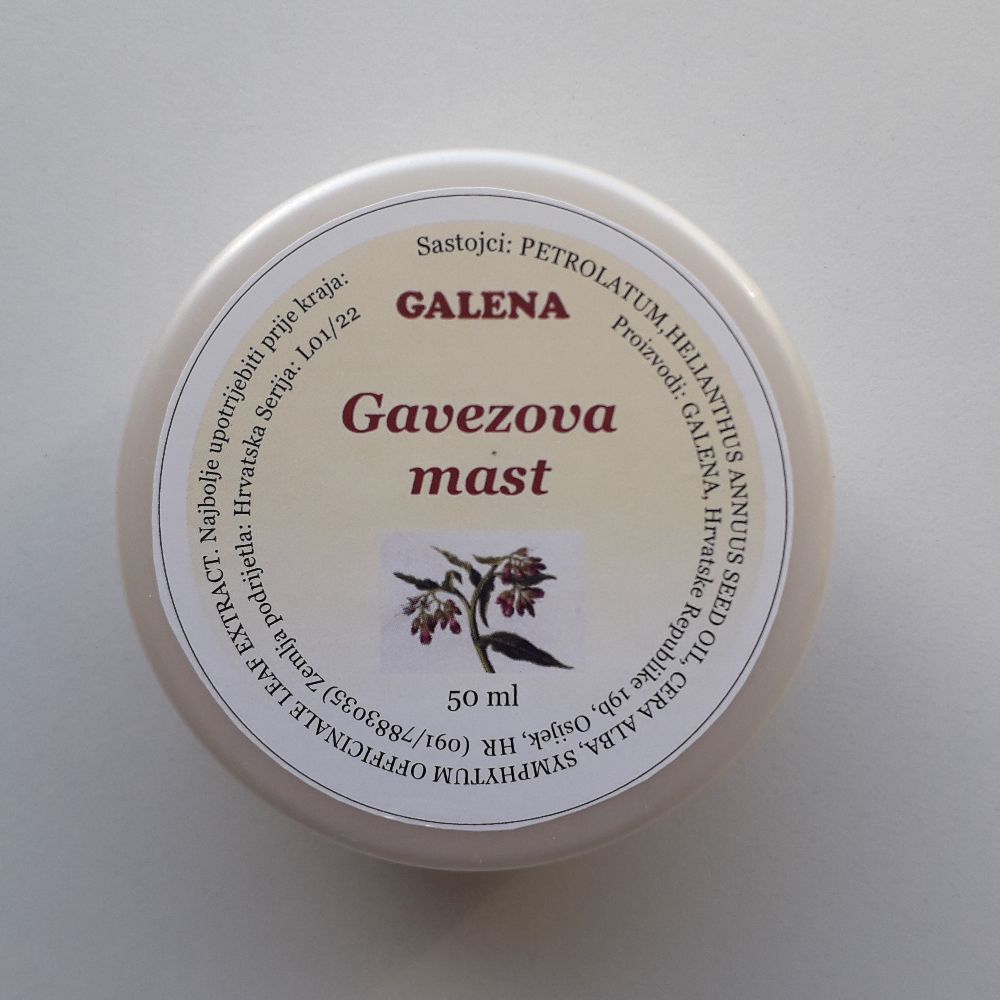 GALENA
Gavezova
mast
50 ml
Sastojci: PETROLATUM,HELIANTHUS ANNUUS SEED OIL, CERA ALBA, SYMPHYTUM OFFICINALE LEAF EXTRACT. Najbolje upotrijebiti prije kraja:
Proizvodi: GALENA, Hrvatske Republike 19b, Osijek, HR (091/7883035) Zemlja podrijetla: Hrvatska Serija: L01/22